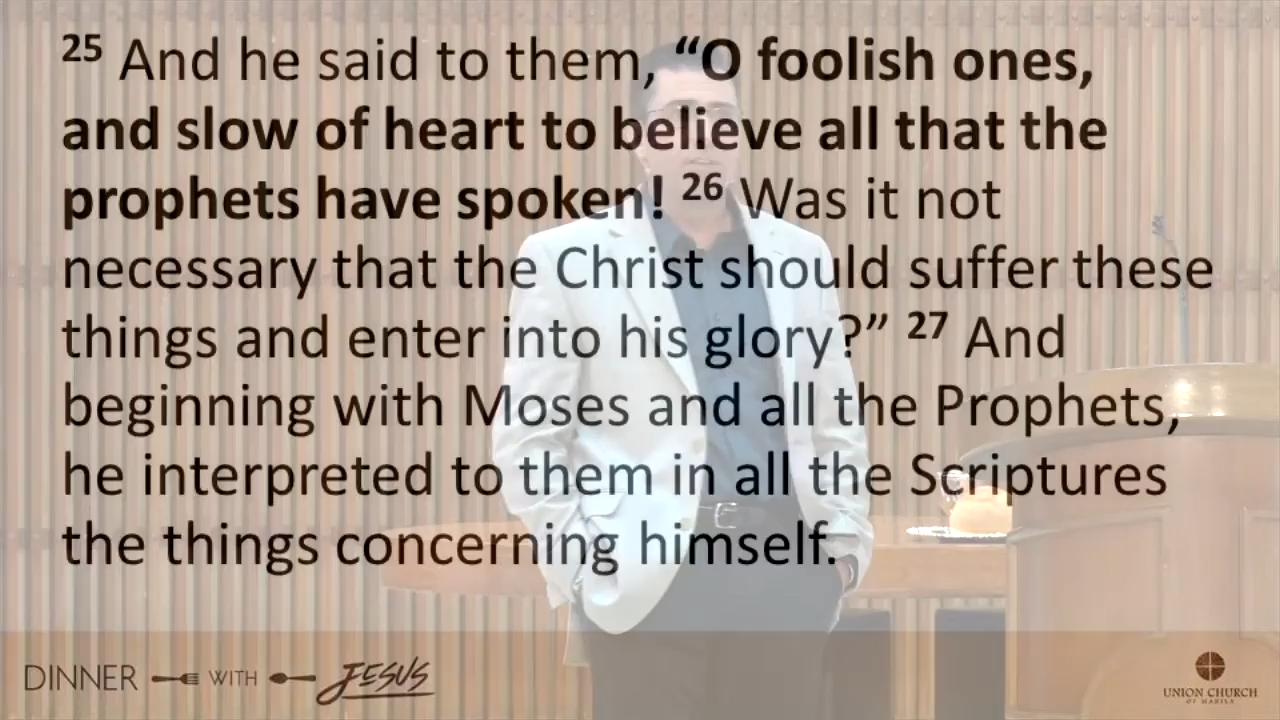 25 And he said to them, “O foolish ones,
and slow of heart to believe all that the
prophets have spoken! 26 Was it not
necessary that the Christ should suffer these
things and enter into his glory?” 27 And
beginning with Moses and all the Prophets,
he interpreted to them in all the Scriptures
the things concerning himself.
DINNER WITH JESUS
UNION CHURCH
OF MANILA